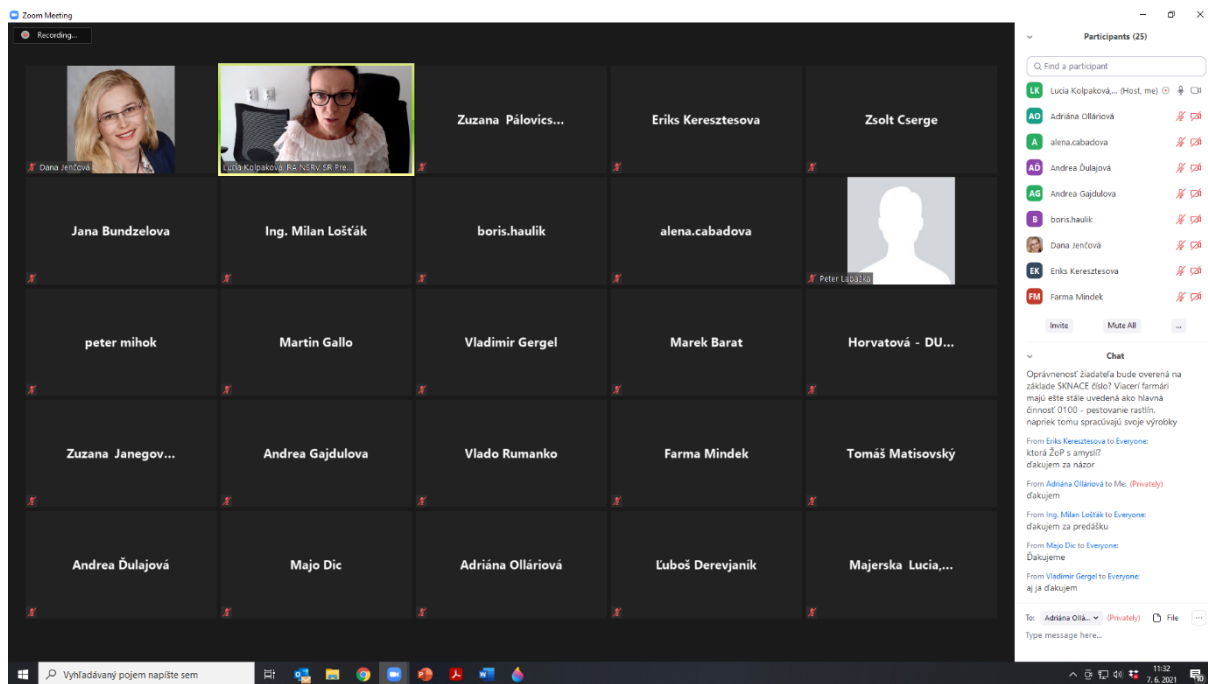 Zoom Meeting
Recording...
Dana Jenčová
Lucia Kolpaková, RA NSRV SR Pre...
Zuzana Pálovics...
Eriks Keresztesova
Zsolt Cserge
Jana Bundzelova
Ing. Milan Lošťák
boris.haulik
alena.cabadova
Peter Labazka
peter mihok
Martin Gallo
Vladimir Gergel
Marek Barat
Horvatová - DU...
Zuzana Janegov...
Andrea Gajdulova
Vlado Rumanko
Farma Mindek
Tomáš Matisovský
Andrea Ďulajová
Majo Dic
Adriána Olláriová
Ľuboš Derevjaník
Majerska Lucia,...
Participants (25)
Find a participant
LK Lucia Kolpaková,... (Host, me)
AO Adriána Olláriová
A alena.cabadova
AĎ Andrea Ďulajová
AG Andrea Gajdulova
B boris.haulik
Dana Jenčová
EK Eriks Keresztesova
FM Farma Mindek
Invite Mute All ...
Chat
Oprávnenosť žiadateľa bude overená na
základe SKNACE číslo? Viacerí farmári
majú ešte stále uvedená ako hlavná
činnosť 0100 - pestovanie rastlín.
napriek tomu spracúvajú svoje výrobky
From Eriks Keresztesova to Everyone:
ktorá ŽoP s amyslí?
ďakujem za názor
From Adriána Olláriová to Me: (Privately)
ďakujem
From Ing. Milan Lošťák to Everyone:
ďakujem za predášku
From Majo Dic to Everyone:
Ďakujeme
From Vladimir Gergel to Everyone:
aj ja ďakujem
To: Adriána Ollá... (Privately) File ...
Type message here...
Vyhľadávaný pojem napíšte sem
11:32
7. 6. 2021